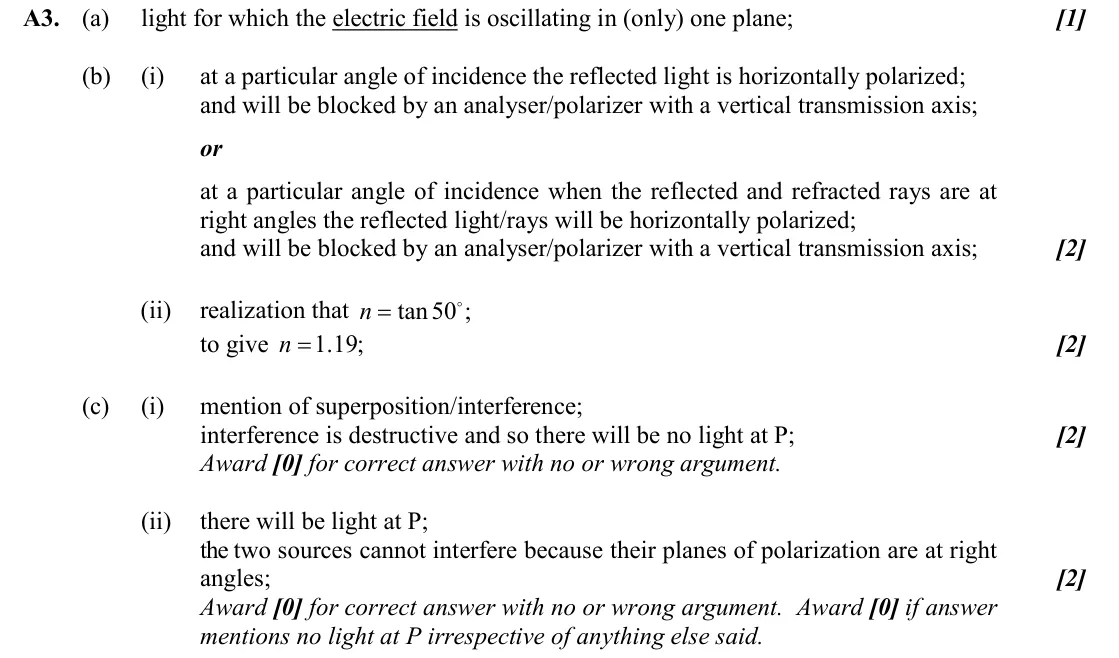 A3. (a) light for which the electric field is oscillating in (only) one plane; [1]
(b) (i) at a particular angle of incidence the reflected light is horizontally polarized;
and will be blocked by an analyser/polarizer with a vertical transmission axis;
or
at a particular angle of incidence when the reflected and refracted rays are at
right angles the reflected light/rays will be horizontally polarized;
and will be blocked by an analyser/polarizer with a vertical transmission axis; [2]
(ii) realization that n = tan 50°;
to give n = 1.19; [2]
(c) (i) mention of superposition/interference;
interference is destructive and so there will be no light at P; [2]
Award [0] for correct answer with no or wrong argument.
(ii) there will be light at P;
the two sources cannot interfere because their planes of polarization are at right
angles; [2]
Award [0] for correct answer with no or wrong argument. Award [0] if answer
mentions no light at P irrespective of anything else said.